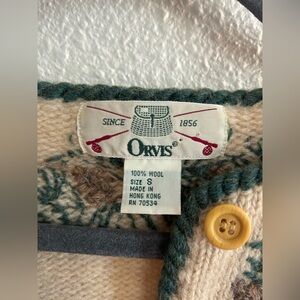 SINCE 1856
ORVIS®
100% WOOL
SIZE S
MADE IN
HONG KONG
RN 70534